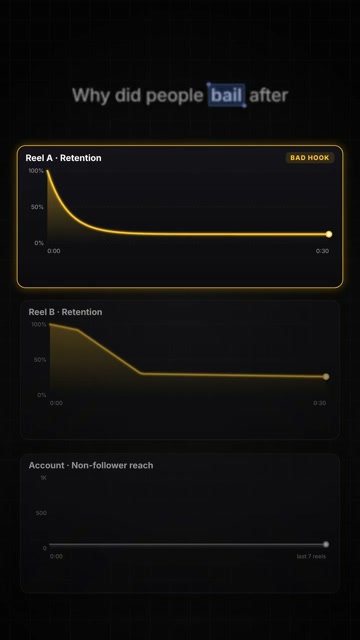 Why did people bail after
Reel A · Retention
BAD HOOK
100%
50%
0%
0:00
0:30
Reel B · Retention
100%
50%
0%
0:00
0:30
Account · Non-follower reach
1K
500
0
0:00
last 7 reels